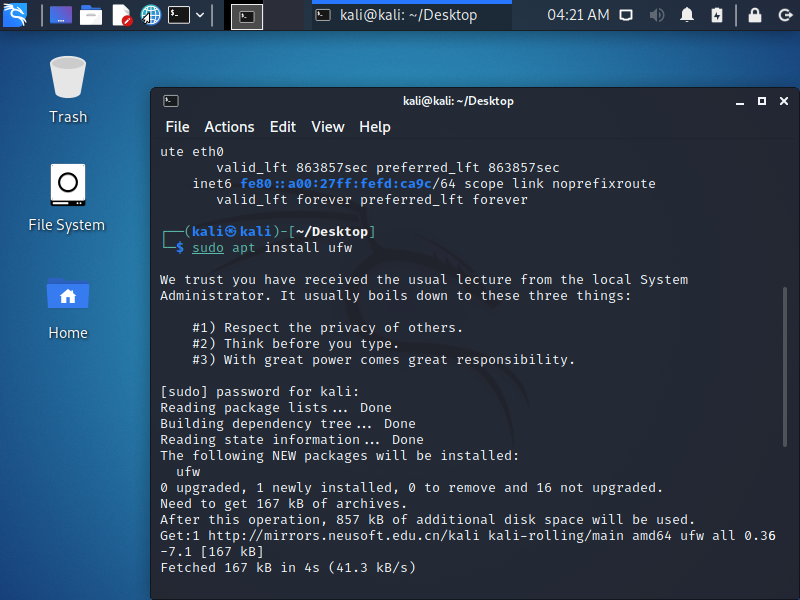 kali@kali: ~/Desktop
04:21 AM
Trash
File System
Home
kali@kali: ~/Desktop
File Actions Edit View Help
ute eth0
valid_lft 863857sec preferred_lft 863857sec
inet6 fe80::a00:27ff:fefd:ca9c/64 scope link noprefixroute
valid_lft forever preferred_lft forever
┌──(kali㉿kali)-[~/Desktop]
└─$ sudo apt install ufw
We trust you have received the usual lecture from the local System
Administrator. It usually boils down to these three things:
#1) Respect the privacy of others.
#2) Think before you type.
#3) With great power comes great responsibility.
[sudo] password for kali:
Reading package lists... Done
Building dependency tree... Done
Reading state information... Done
The following NEW packages will be installed:
ufw
0 upgraded, 1 newly installed, 0 to remove and 16 not upgraded.
Need to get 167 kB of archives.
After this operation, 857 kB of additional disk space will be used.
Get:1 http://mirrors.neusoft.edu.cn/kali kali-rolling/main amd64 ufw all 0.36
-7.1 [167 kB]
Fetched 167 kB in 4s (41.3 kB/s)